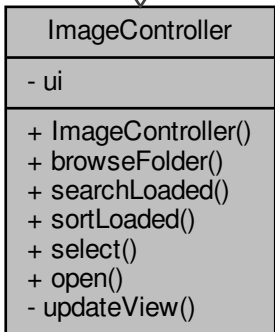 ImageController
- ui
+ ImageController()
+ browseFolder()
+ searchLoaded()
+ sortLoaded()
+ select()
+ open()
- updateView()